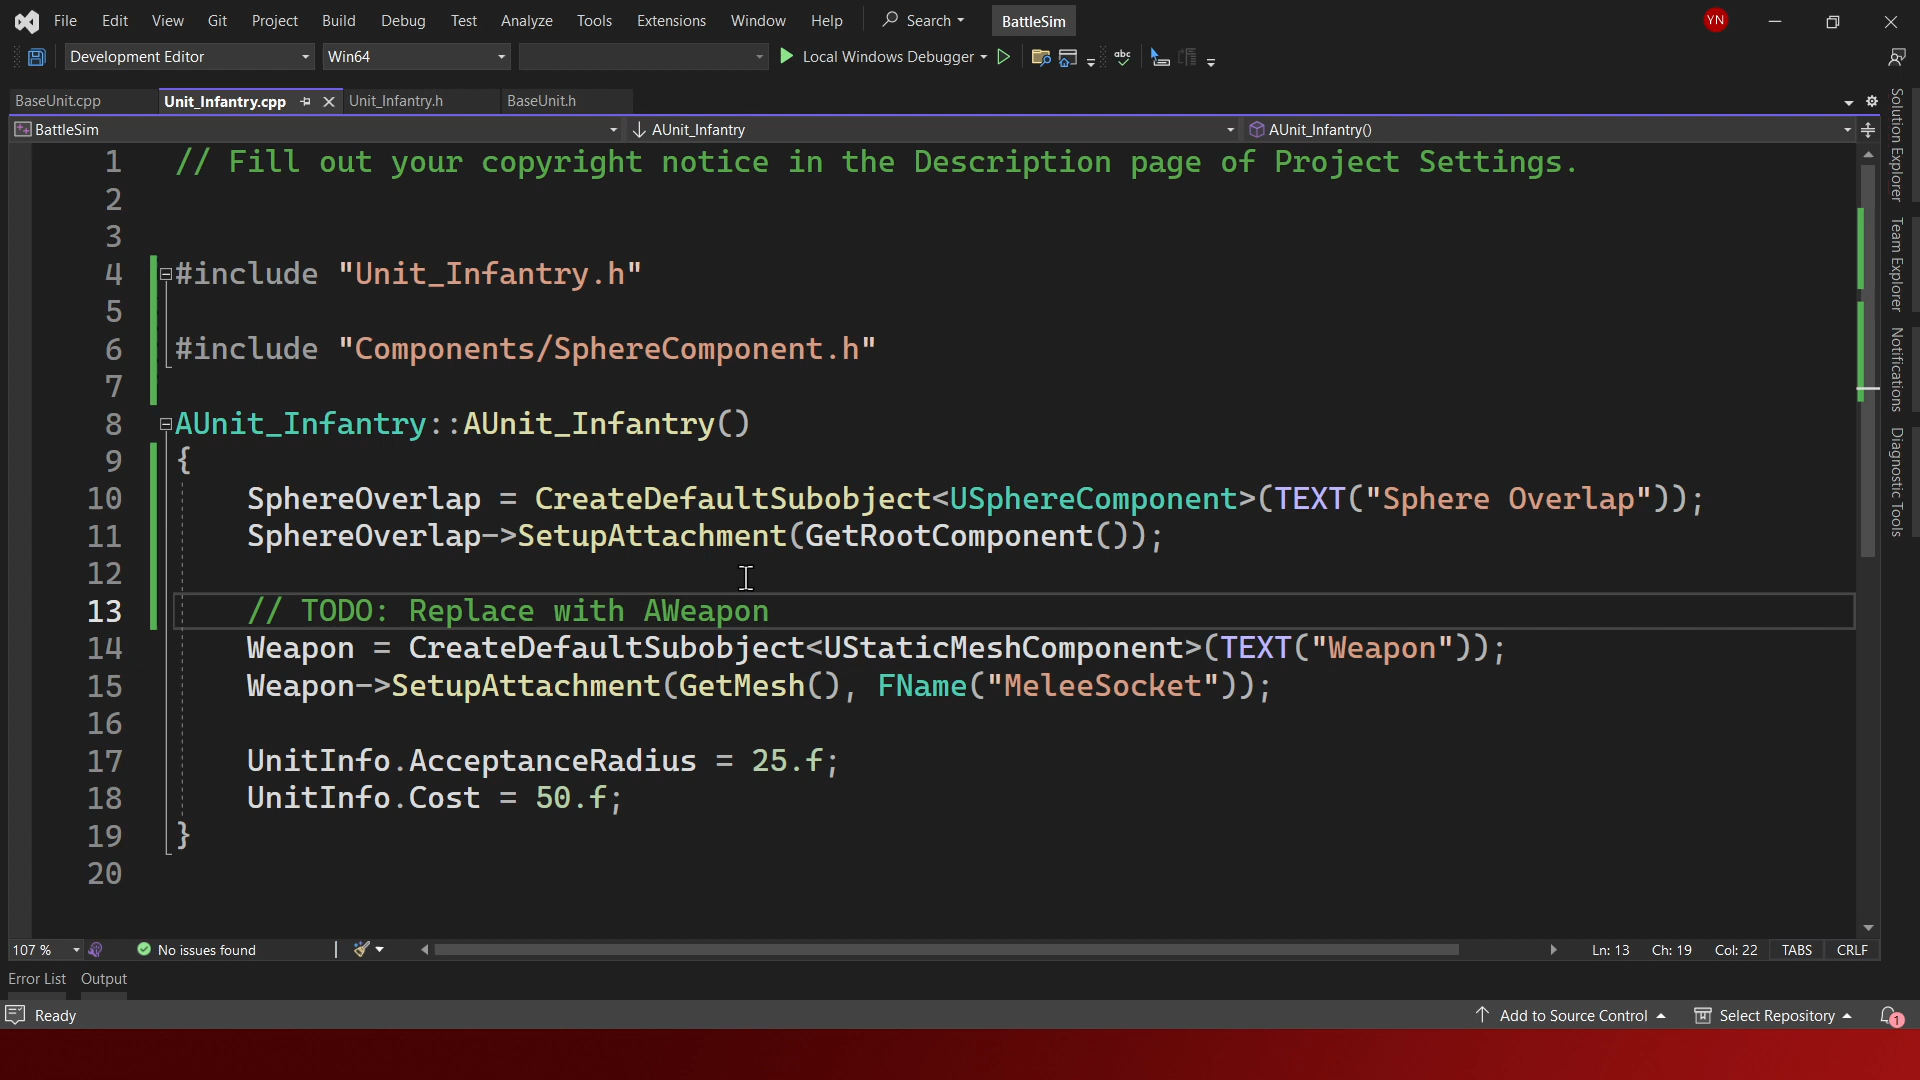 File Edit View Git Project Build Debug Test Analyze Tools Extensions Window Help Search BattleSim YN
Development Editor Win64 Local Windows Debugger abc
BaseUnit.cpp Unit_Infantry.cpp Unit_Infantry.h BaseUnit.h
BattleSim AUnit_Infantry AUnit_Infantry()
1 // Fill out your copyright notice in the Description page of Project Settings.
2
3
4 #include "Unit_Infantry.h"
5
6 #include "Components/SphereComponent.h"
7
8 AUnit_Infantry::AUnit_Infantry()
9 {
10 SphereOverlap = CreateDefaultSubobject<USphereComponent>(TEXT("Sphere Overlap"));
11 SphereOverlap->SetupAttachment(GetRootComponent());
12
13 // TODO: Replace with AWeapon
14 Weapon = CreateDefaultSubobject<UStaticMeshComponent>(TEXT("Weapon"));
15 Weapon->SetupAttachment(GetMesh(), FName("MeleeSocket"));
16
17 UnitInfo.AcceptanceRadius = 25.f;
18 UnitInfo.Cost = 50.f;
19 }
20
Solution Explorer
Team Explorer
Notifications
Diagnostic Tools
107 % No issues found Ln: 13 Ch: 19 Col: 22 TABS CRLF
Error List Output
Ready Add to Source Control Select Repository 1